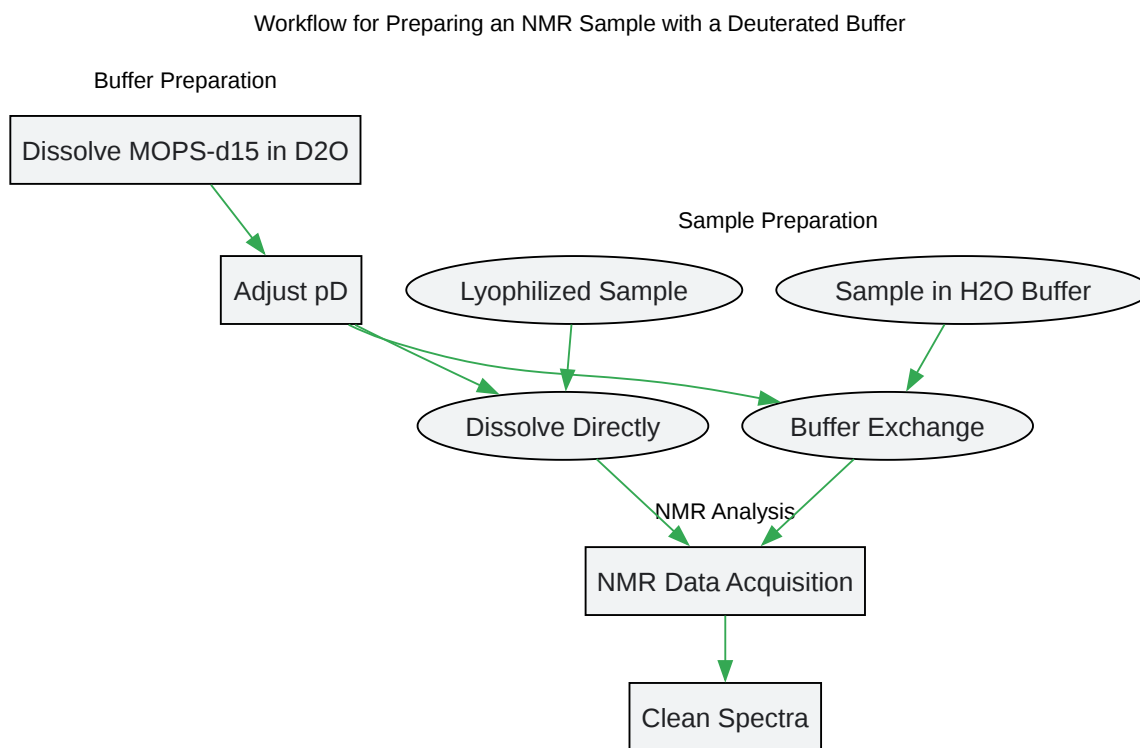 Workflow for Preparing an NMR Sample with a Deuterated Buffer
Buffer Preparation
Dissolve MOPS-d15 in D2O
Sample Preparation
Adjust pD
Lyophilized Sample
Sample in H2O Buffer
Dissolve Directly
Buffer Exchange
NMR Analysis
NMR Data Acquisition
Clean Spectra